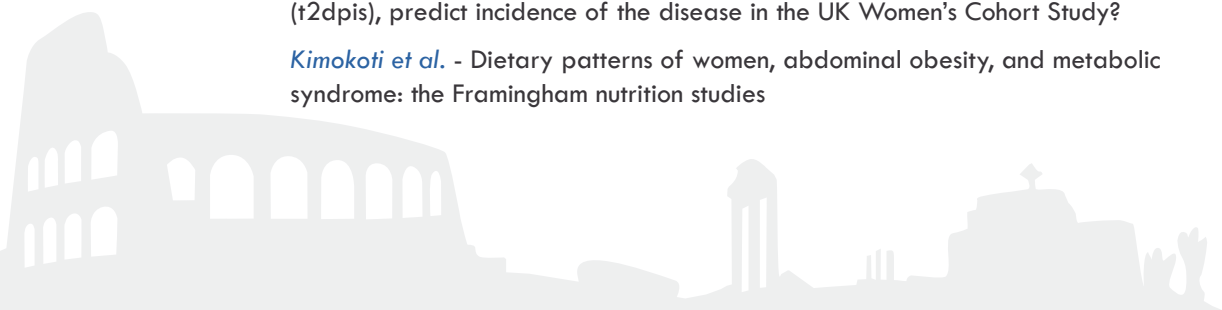 (t2dpis), predict incidence of the disease in the UK Women’s Cohort Study?
Kimokoti et al. - Dietary patterns of women, abdominal obesity, and metabolic
syndrome: the Framingham nutrition studies